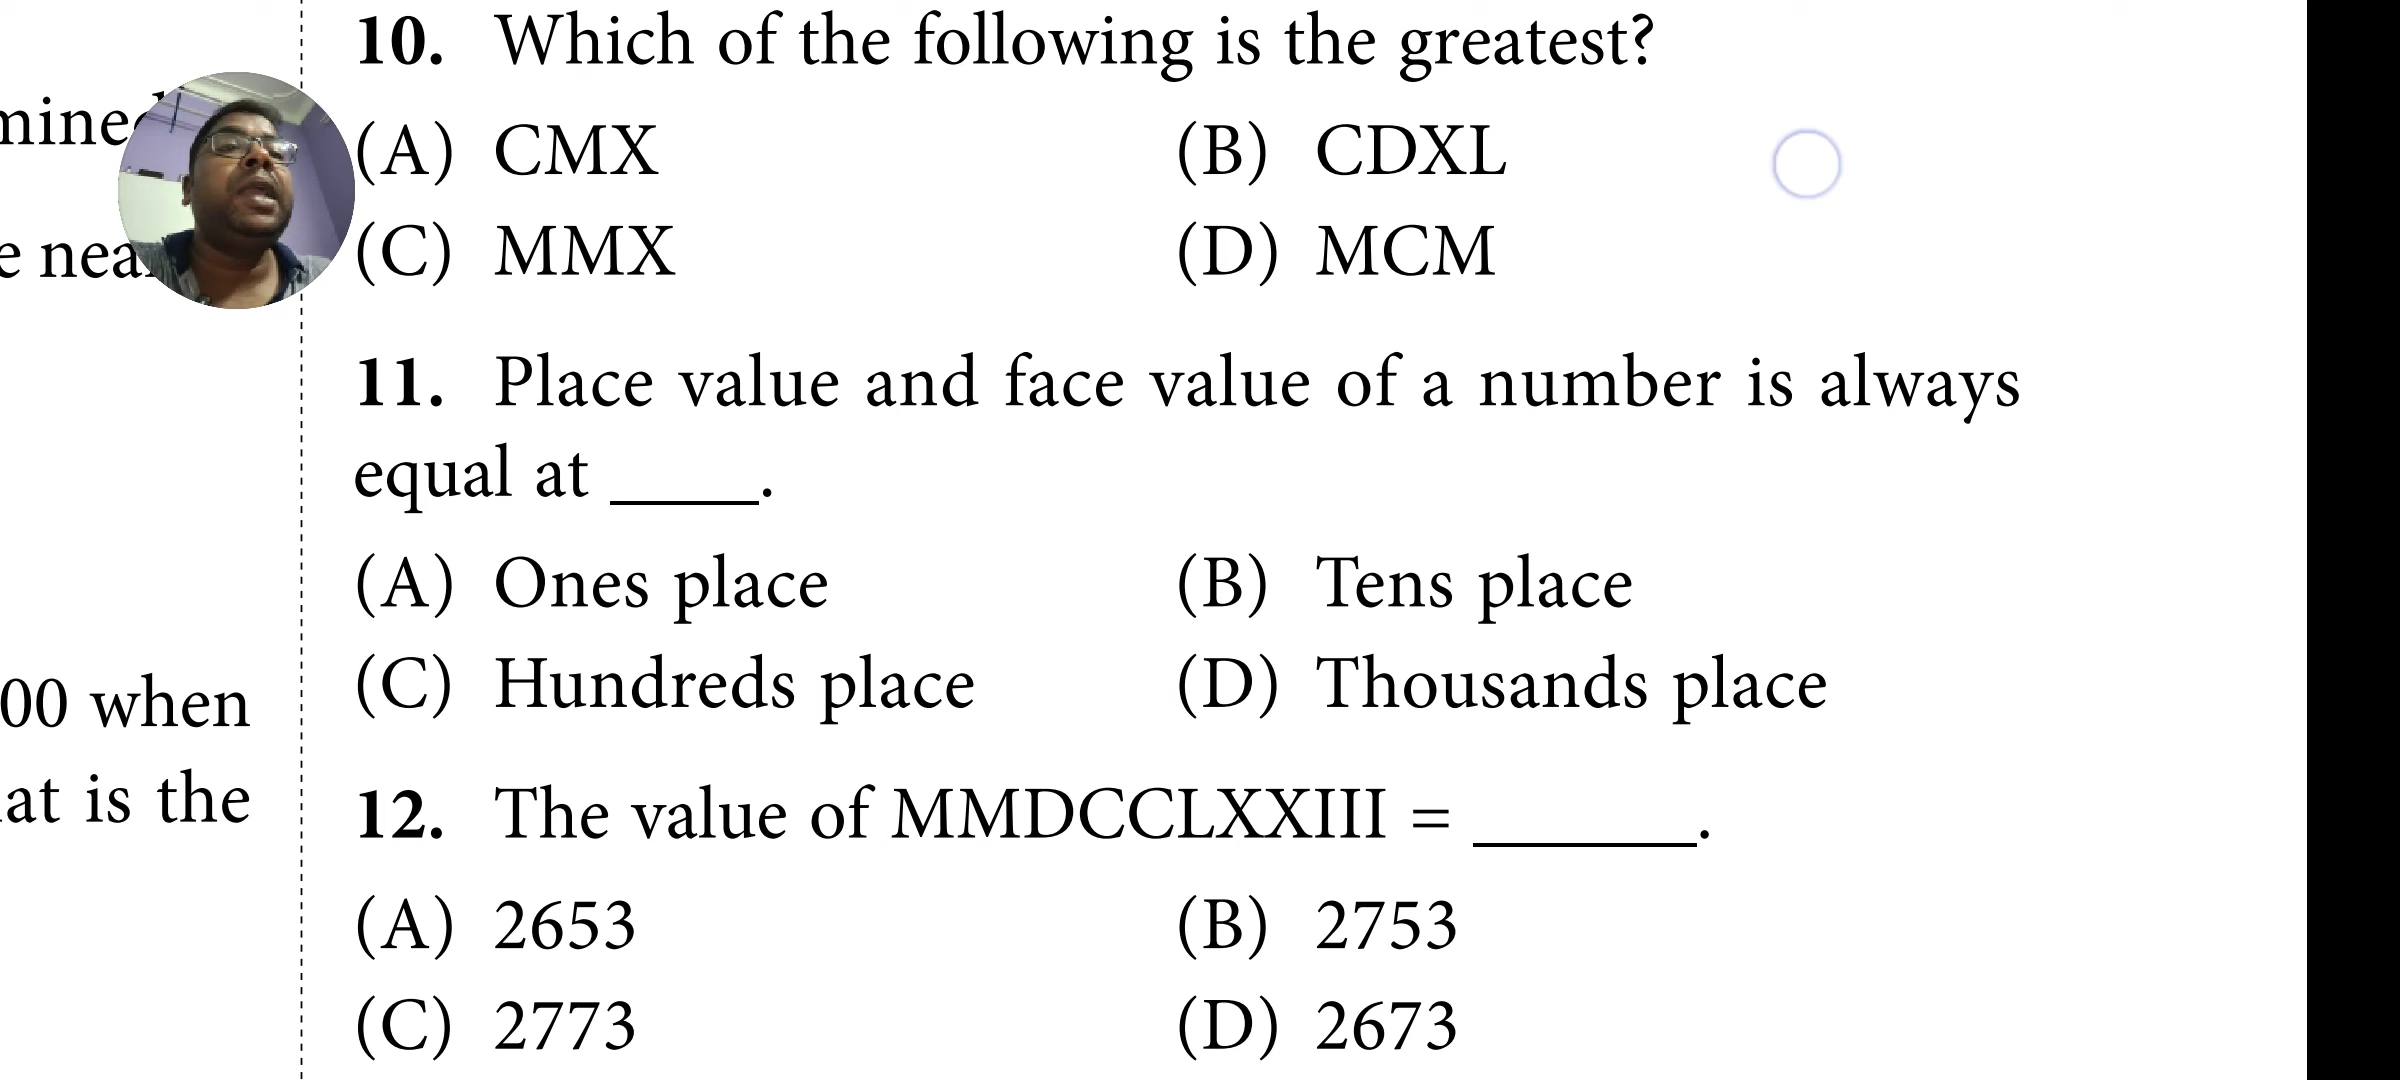 mined
e nea
00 when
at is the
10. Which of the following is the greatest?
(A) CMX (B) CDXL
(C) MMX (D) MCM
11. Place value and face value of a number is always
equal at ____.
(A) Ones place (B) Tens place
(C) Hundreds place (D) Thousands place
12. The value of MMDCCLXXIII = ______.
(A) 2653 (B) 2753
(C) 2773 (D) 2673